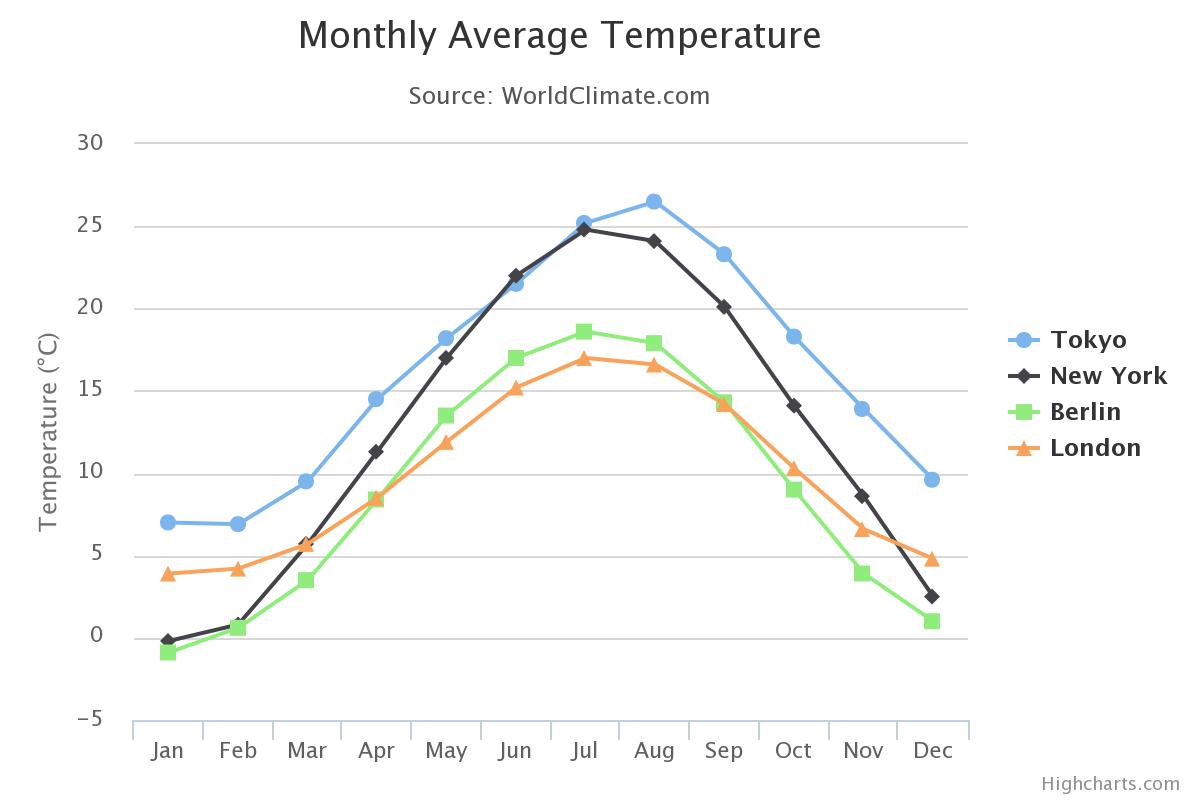 Monthly Average Temperature
Source: WorldClimate.com
30
25
20
15
10
5
0
−5
Temperature (°C)
Jan Feb Mar Apr May Jun Jul Aug Sep Oct Nov Dec
Tokyo
New York
Berlin
London
Highcharts.com